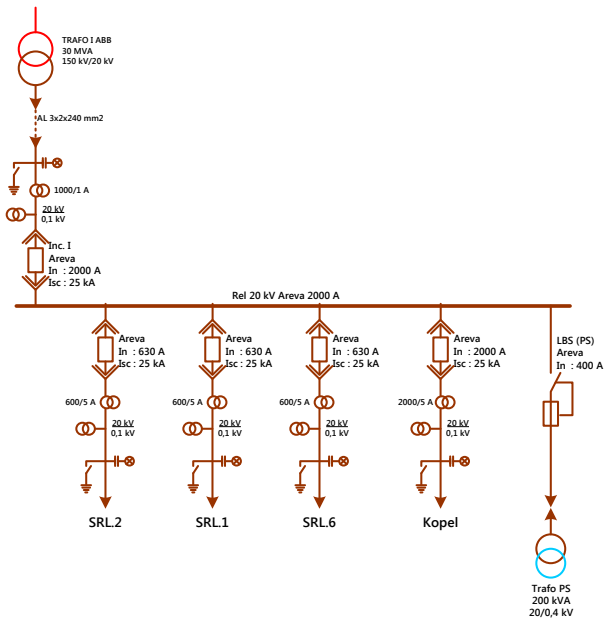 TRAFO I ABB
30 MVA
150 kV/20 kV
AL 3x2x240 mm2
1000/1 A
20 kV
0,1 kV
Inc. I
Areva
In : 2000 A
Isc : 25 kA
Rel 20 kV Areva 2000 A
Areva
In : 630 A
Isc : 25 kA
600/5 A
20 kV
0,1 kV
SRL.2
Areva
In : 630 A
Isc : 25 kA
600/5 A
20 kV
0,1 kV
SRL.1
Areva
In : 630 A
Isc : 25 kA
600/5 A
20 kV
0,1 kV
SRL.6
Areva
In : 2000 A
Isc : 25 kA
2000/5 A
20 kV
0,1 kV
Kopel
LBS (PS)
Areva
In : 400 A
Trafo PS
200 kVA
20/0,4 kV